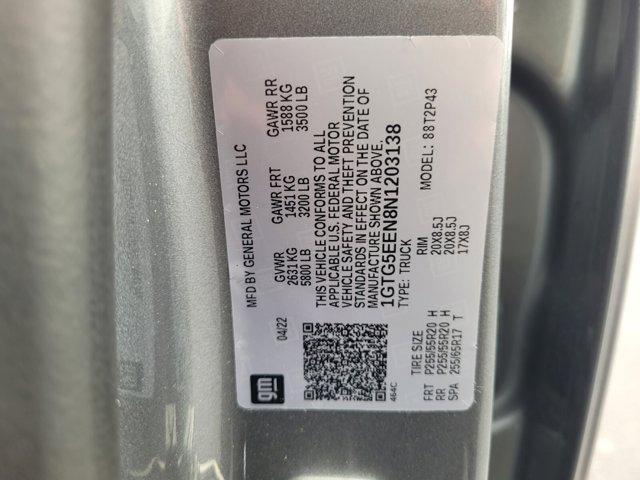 MFD BY GENERAL MOTORS LLC
04/22 GVWR GAWR FRT GAWR RR
2631 KG 1451 KG 1588 KG
5800 LB 3200 LB 3500 LB
THIS VEHICLE CONFORMS TO ALL
APPLICABLE U.S. FEDERAL MOTOR
VEHICLE SAFETY AND THEFT PREVENTION
STANDARDS IN EFFECT ON THE DATE OF
MANUFACTURE SHOWN ABOVE.
1GTG5EEN8N1203138
TYPE: TRUCK MODEL: 88T2P43
gm
464C
TIRE SIZE RIM
FRT P255/55R20 H 20X8.5J
RR P255/55R20 H 20X8.5J
SPA 255/65R17 T 17X8J